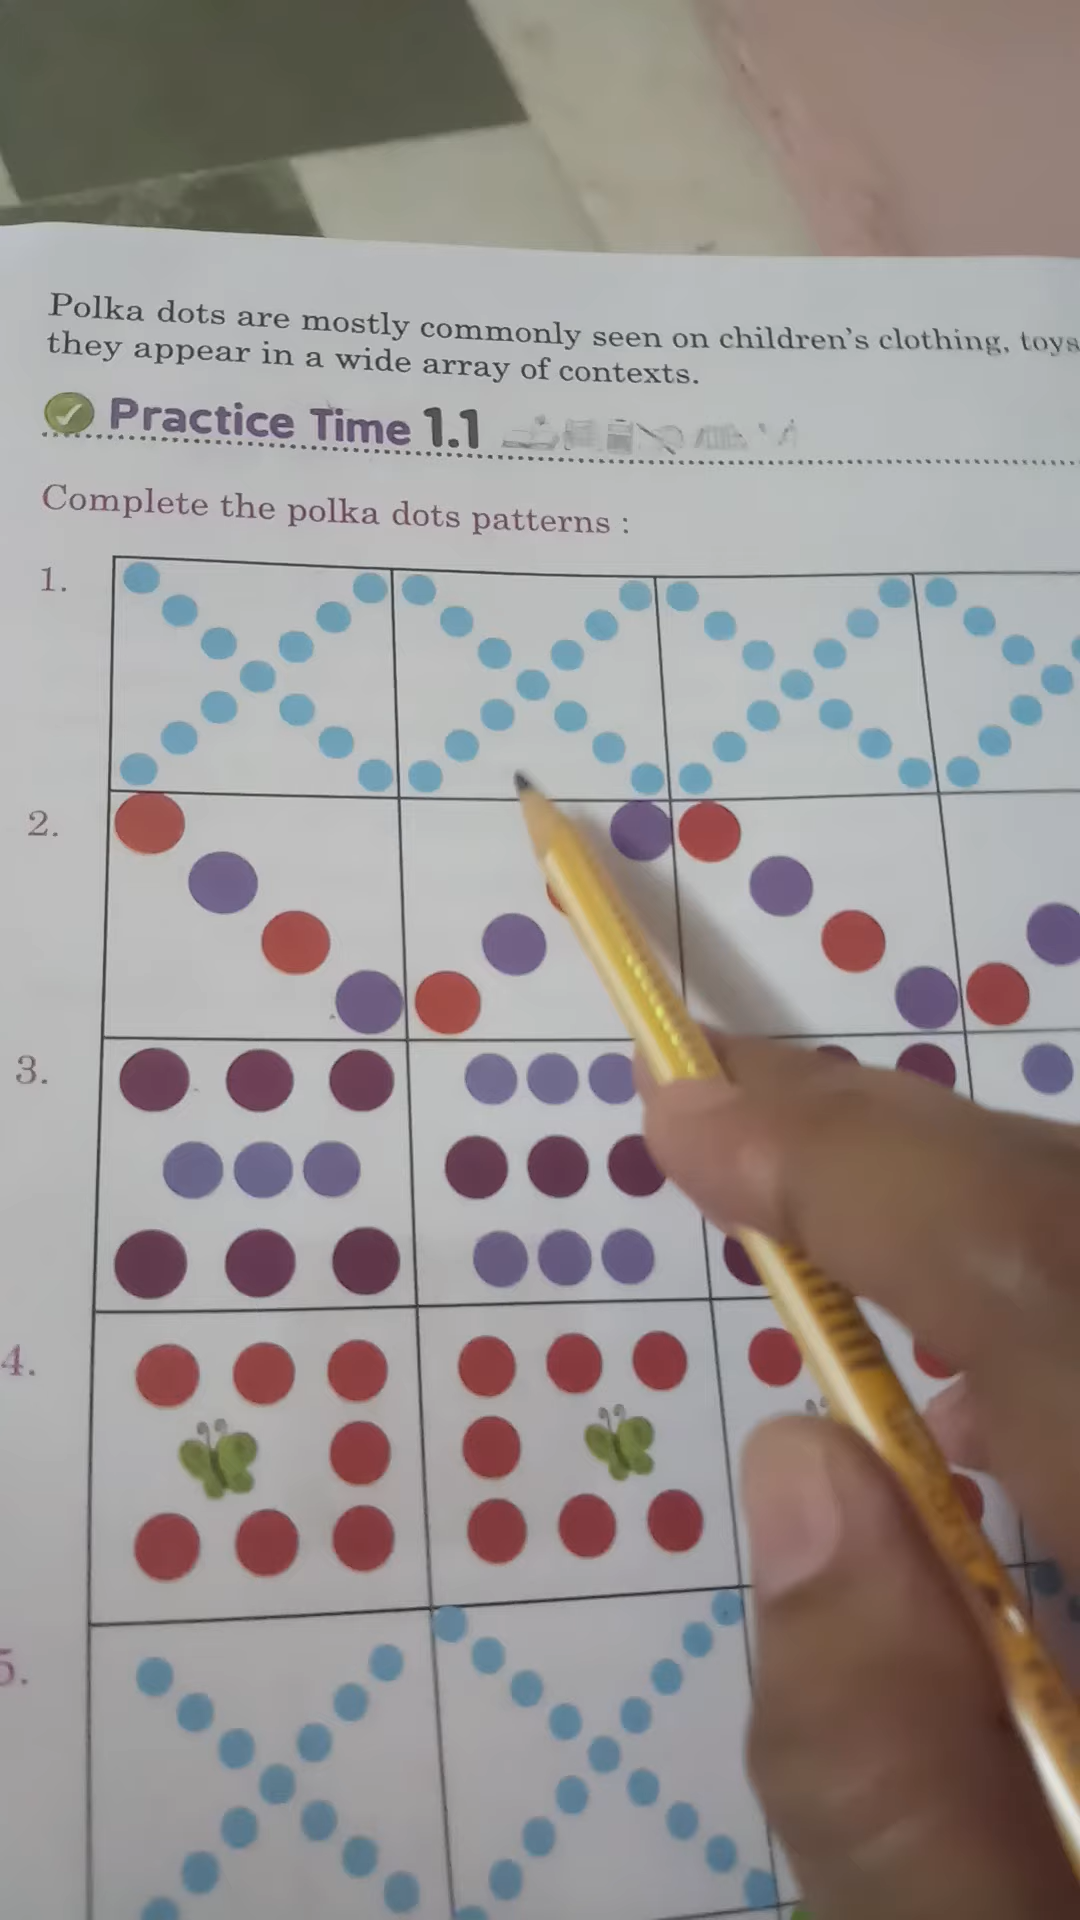 Polka dots are mostly commonly seen on children's clothing, toys
they appear in a wide array of contexts.
Practice Time 1.1
Complete the polka dots patterns :
1.
2.
3.
4.
5.